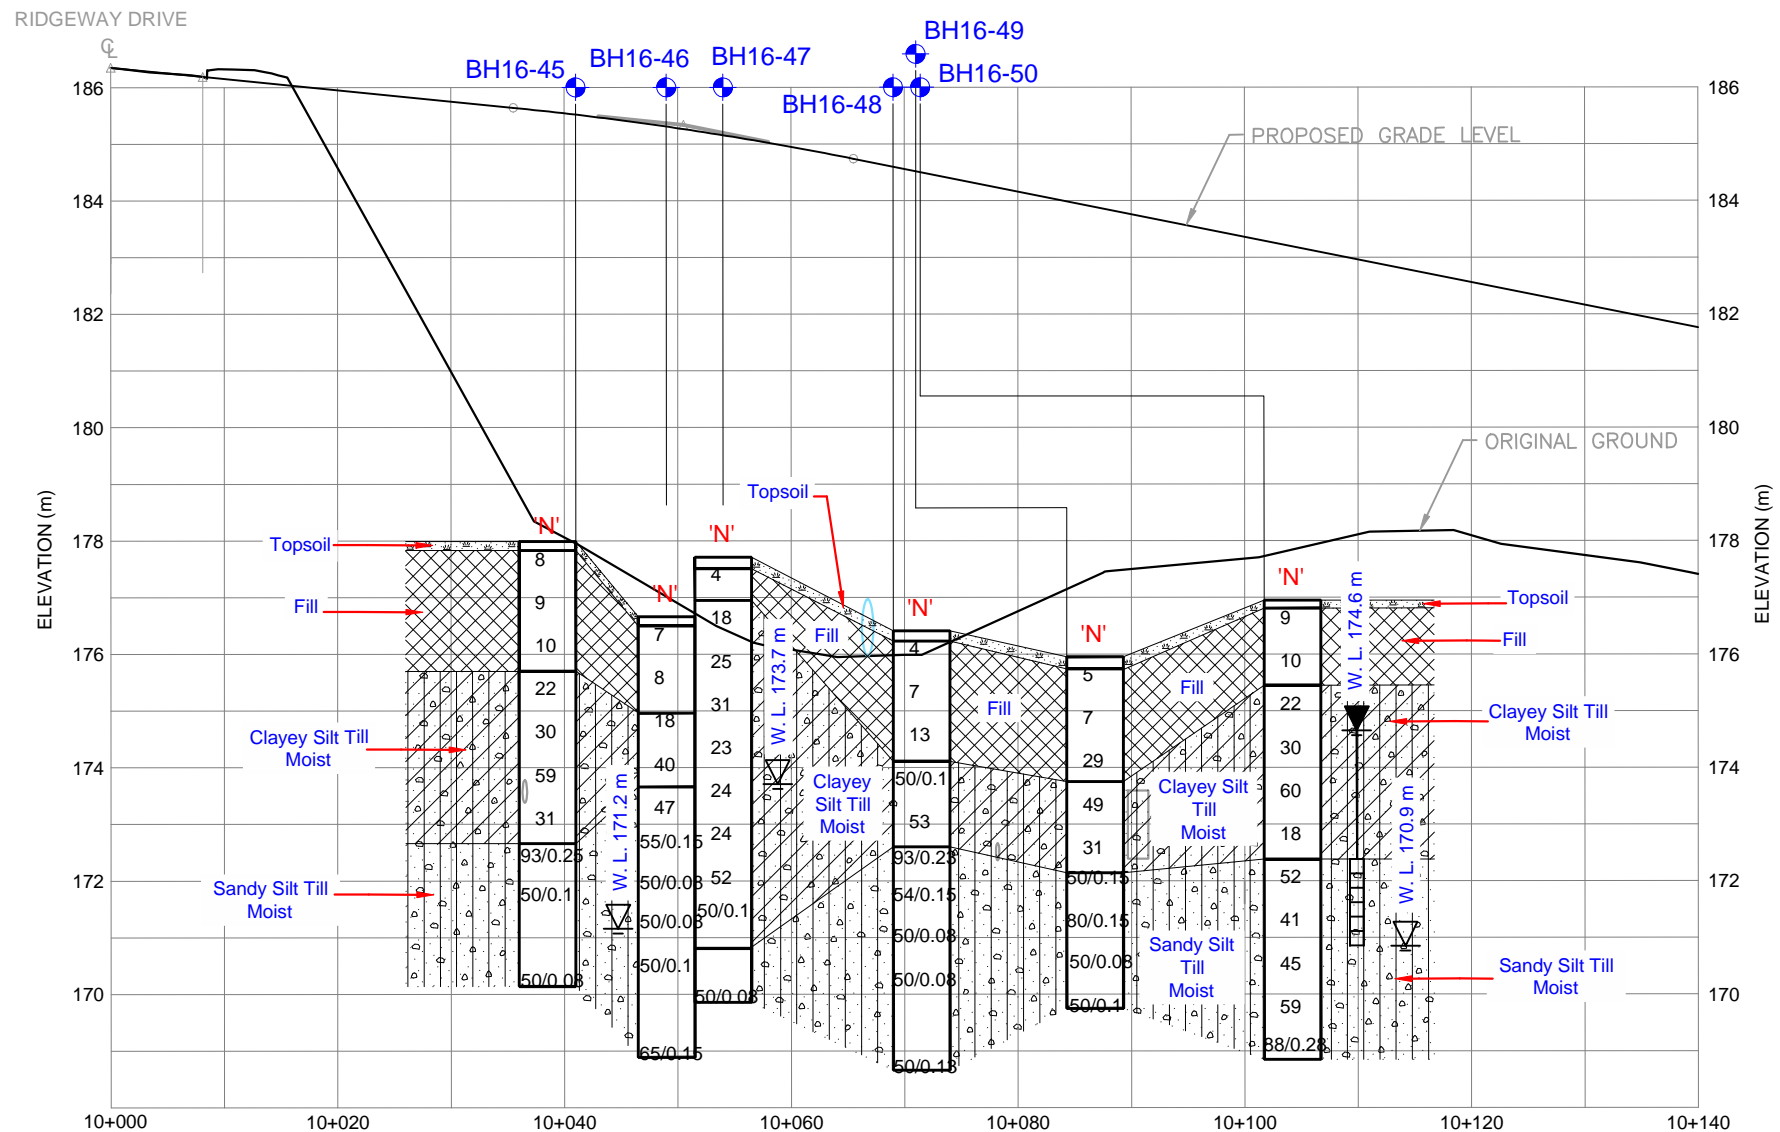 RIDGEWAY DRIVE
℄
BH16-45
BH16-46
BH16-47
BH16-48
BH16-49
BH16-50
PROPOSED GRADE LEVEL
ORIGINAL GROUND
ELEVATION (m)
186
184
182
180
178
176
174
172
170
Topsoil
Fill
Clayey Silt Till
Moist
Sandy Silt Till
Moist
'N'
8
9
10
22
30
59
31
93/0.25
50/0.1
50/0.08
W. L. 171.2 m
'N'
7
8
18
40
47
55/0.15
50/0.08
50/0.08
50/0.1
65/0.15
'N'
4
18
25
31
23
24
24
52
50/0.1
50/0.08
W. L. 173.7 m
Topsoil
Fill
Clayey
Silt Till
Moist
'N'
4
7
13
50/0.1
53
93/0.23
54/0.15
50/0.08
50/0.08
50/0.13
Fill
'N'
5
7
29
49
31
50/0.15
80/0.15
50/0.08
50/0.1
Fill
Clayey Silt
Till
Moist
Sandy Silt
Till
Moist
'N'
9
10
22
30
60
18
52
41
45
59
88/0.28
W. L. 174.6 m
W. L. 170.9 m
Topsoil
Fill
Clayey Silt Till
Moist
Sandy Silt Till
Moist
186
184
182
180
178
176
174
172
170
ELEVATION (m)
10+000
10+020
10+040
10+060
10+080
10+100
10+120
10+140